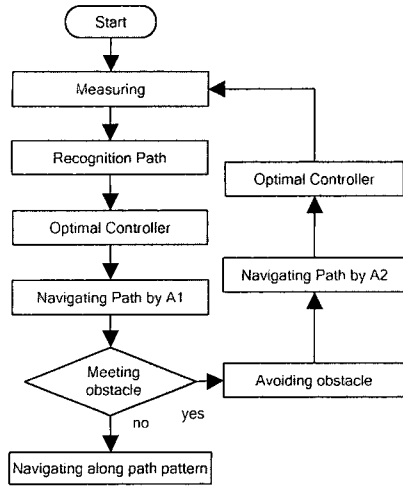 Start
Measuring
Recognition Path
Optimal Controller
Navigating Path by A1
Meeting
obstacle
no
yes
Navigating along path pattern
Avoiding obstacle
Navigating Path by A2
Optimal Controller